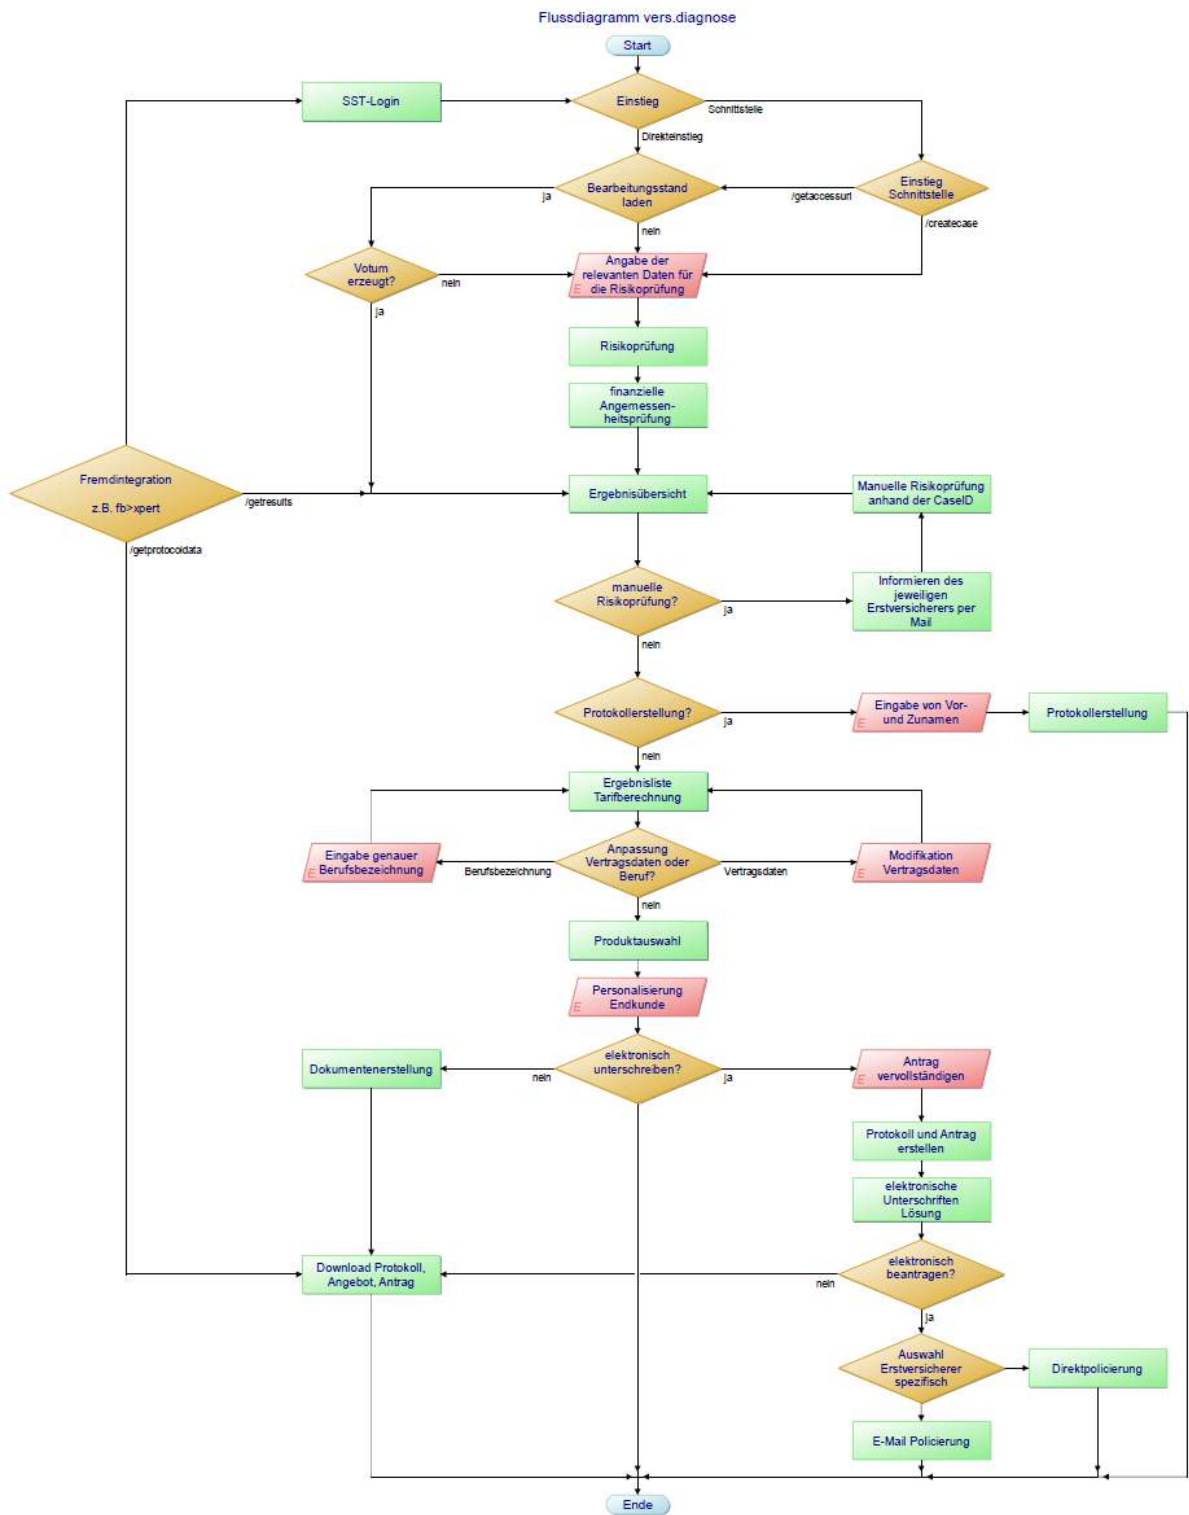 Flussdiagramm vers.diagnose
Start
SST-Login
Einstieg
Schnittstelle
Direkteinstieg
Bearbeitungsstand
laden
ja
/getaccessurl
Einstieg
Schnittstelle
nein
/createcase
Votum
erzeugt?
nein
ja
Angabe der
relevanten Daten für
die Risikoprüfung
E
Risikoprüfung
finanzielle
Angemessen-
heitsprüfung
Fremdintegration
z.B. fb>xpert
/getresults
/getprotocoldata
Ergebnisübersicht
Manuelle Risikoprüfung
anhand der CaseID
manuelle
Risikoprüfung?
ja
nein
Informieren des
jeweiligen
Erstversicherers per
Mail
Protokollerstellung?
ja
nein
Eingabe von Vor-
und Zunamen
E
Protokollerstellung
Ergebnisliste
Tarifberechnung
Eingabe genauer
Berufsbezeichnung
E
Berufsbezeichnung
Anpassung
Vertragsdaten oder
Beruf?
Vertragsdaten
nein
Modifikation
Vertragsdaten
E
Produktauswahl
Personalisierung
Endkunde
E
Dokumentenerstellung
nein
elektronisch
unterschreiben?
ja
Antrag
vervollständigen
E
Protokoll und Antrag
erstellen
elektronische
Unterschriften
Lösung
Download Protokoll,
Angebot, Antrag
elektronisch
beantragen?
nein
ja
Auswahl
Erstversicherer
spezifisch
Direktpolicierung
E-Mail Policierung
Ende